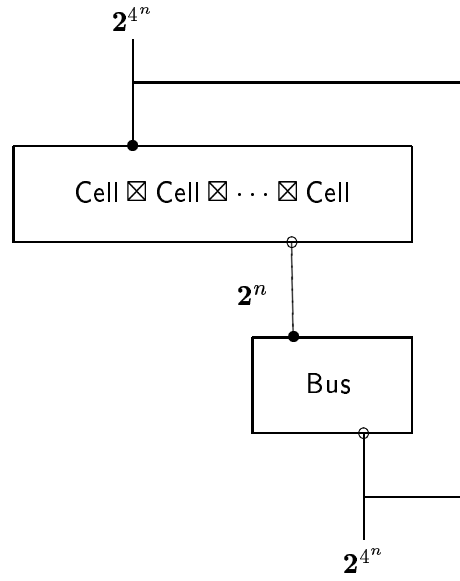 𝟐^{4^n}
Cell ⊠ Cell ⊠ ⋯ ⊠ Cell
𝟐^n
Bus
𝟐^{4^n}